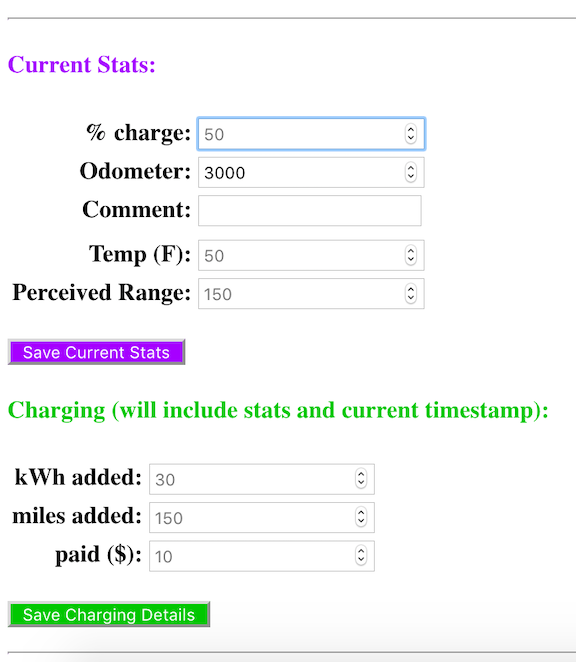 Current Stats:
% charge: 50
Odometer: 3000
Comment:
Temp (F): 50
Perceived Range: 150
Save Current Stats
Charging (will include stats and current timestamp):
kWh added: 30
miles added: 150
paid ($): 10
Save Charging Details